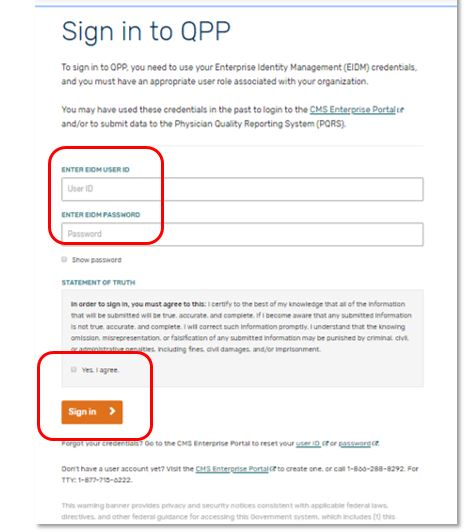 Sign in to QPP
To sign in to QPP, you need to use your Enterprise Identity Management (EIDM) credentials,
and you must have an appropriate user role associated with your organization.
You may have used these credentials in the past to login to the CMS Enterprise Portal
and/or to submit data to the Physician Quality Reporting System (PQRS).
ENTER EIDM USER ID
User ID
ENTER EIDM PASSWORD
Password
Show password
STATEMENT OF TRUTH
In order to sign in, you must agree to this: I certify to the best of my knowledge that all of the information
that will be submitted will be true, accurate, and complete. If I become aware that any submitted information
is not true, accurate, and complete, I will correct such information promptly. I understand that the knowing
omission, misrepresentation, or falsification of any submitted information may be punished by criminal, civil,
or administrative penalties, including fines, civil damages, and/or imprisonment.
Yes, I agree.
Sign in
Forgot your credentials? Go to the CMS Enterprise Portal to reset your user ID or password.
Don't have a user account yet? Visit the CMS Enterprise Portal to create one, or call 1-866-288-8292. For
TTY: 1-877-715-6222.
This warning banner provides privacy and security notices consistent with applicable federal laws,
directives, and other federal guidance for accessing this Government system, which includes (1) this